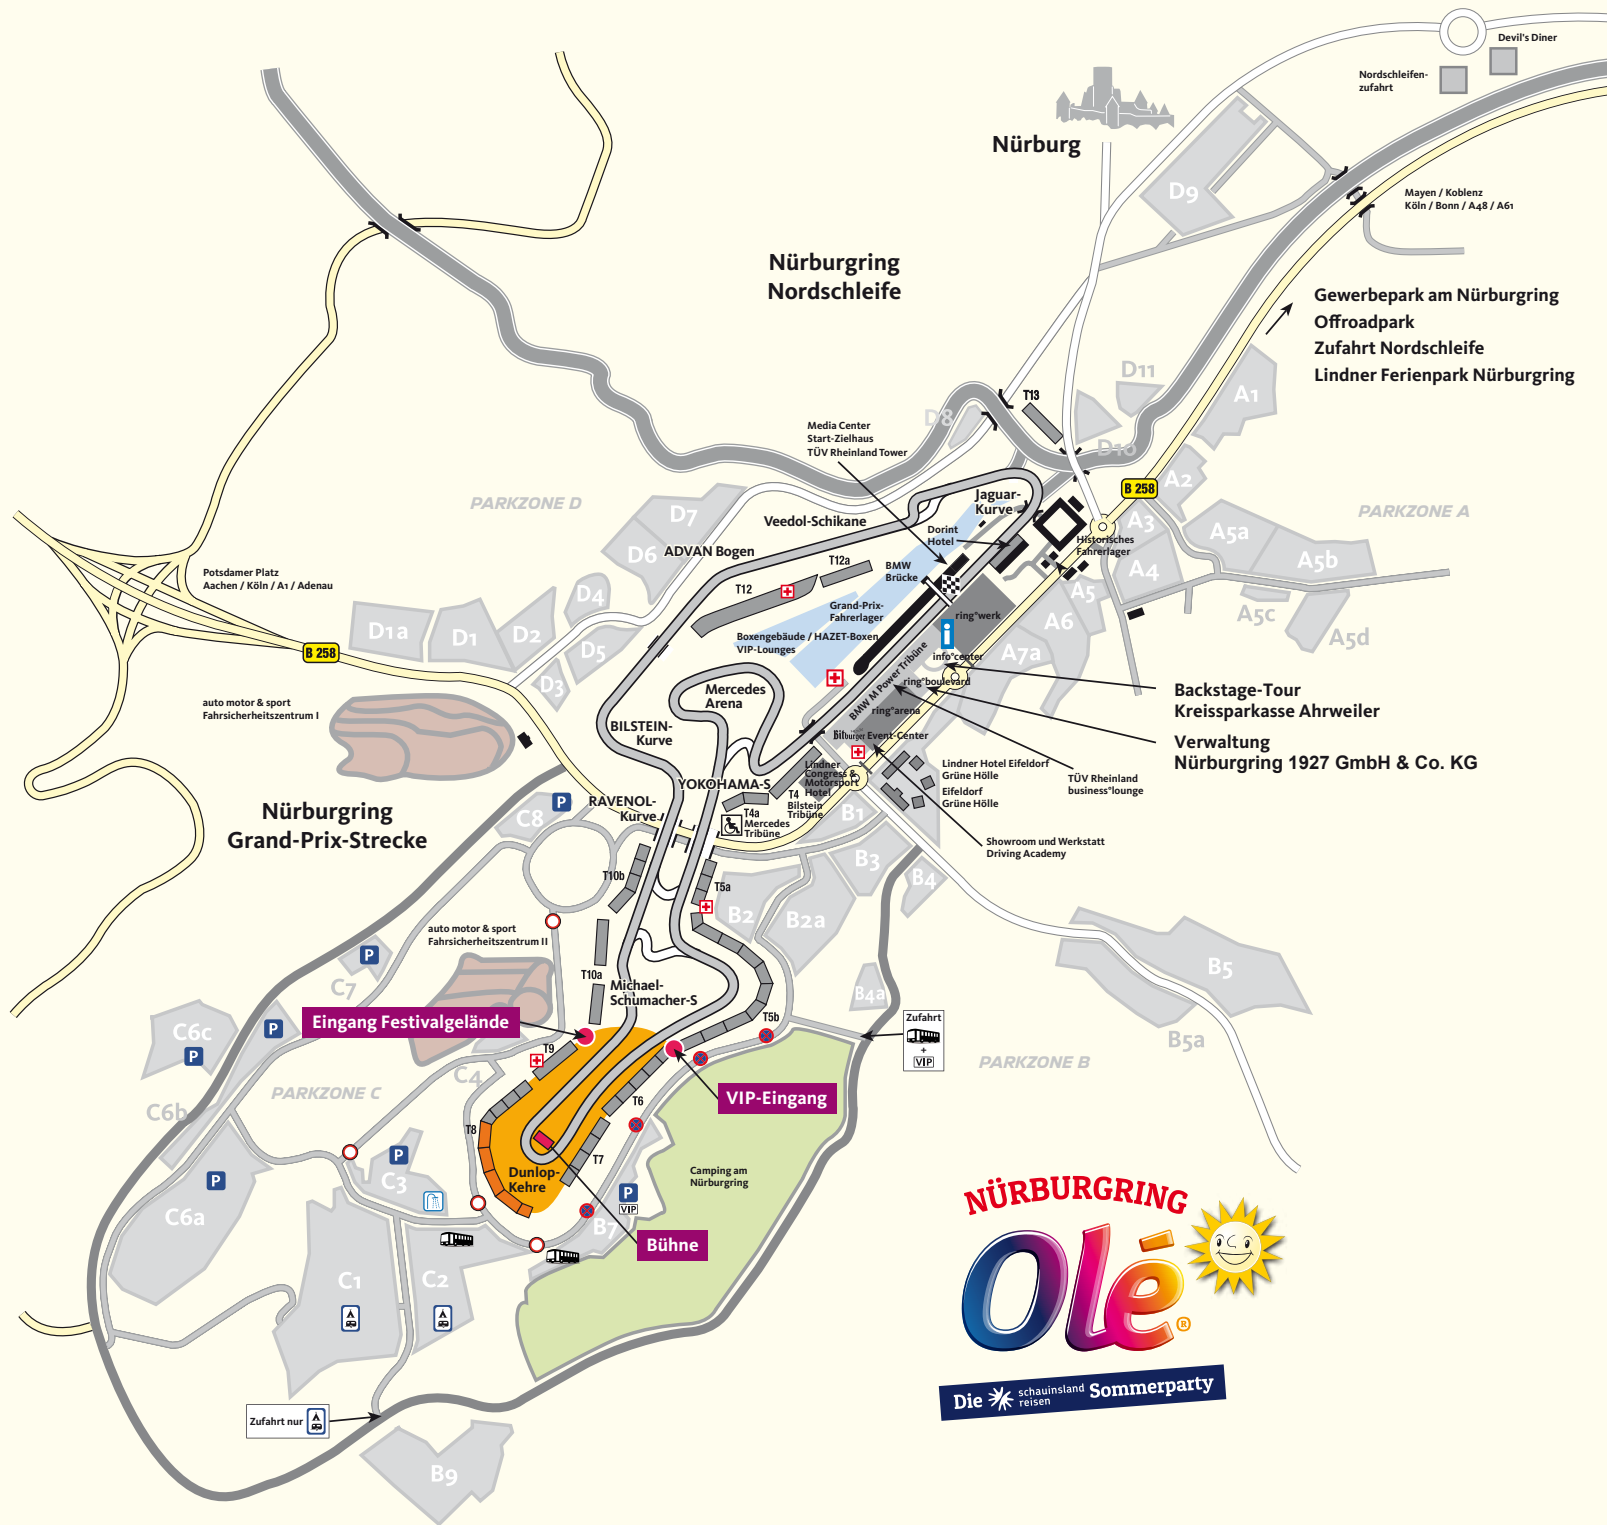 Devil's Diner
Nordschleifen-
zufahrt
Nürburg
D9
Mayen / Koblenz
Köln / Bonn / A48 / A61
Nürburgring
Nordschleife
Gewerbepark am Nürburgring
Offroadpark
Zufahrt Nordschleife
Lindner Ferienpark Nürburgring
D11
A1
T13
D8
D10
Media Center
Start-Zielhaus
TÜV Rheinland Tower
A2
B 258
PARKZONE D
PARKZONE A
Jaguar-
Kurve
D7
Veedol-Schikane
A3
A5a
Dorint
Hotel
Historisches
Fahrerlager
D6
ADVAN Bogen
A5b
T12a
BMW
Brücke
A4
Potsdamer Platz
Aachen / Köln / A1 / Adenau
T12
D4
A5
Grand-Prix-
Fahrerlager
ring°werk
A5c
A6
D1a
D1
D2
Boxengebäude / HAZET-Boxen
VIP-Lounges
A5d
B 258
D5
info°center
A7a
BMW M Power Tribüne
ring°boulevard
D3
Mercedes
Arena
Backstage-Tour
Kreissparkasse Ahrweiler
auto motor & sport
Fahrsicherheitszentrum I
ring°arena
BILSTEIN-
Kurve
Bitburger Event-Center
Verwaltung
Nürburgring 1927 GmbH & Co. KG
Lindner
Congress &
Motorsport
Hotel
Lindner Hotel Eifeldorf
Grüne Hölle
Eifeldorf
Grüne Hölle
TÜV Rheinland
business°lounge
YOKOHAMA-S
T4
Bilstein
Tribüne
RAVENOL-
Kurve
T4a
Mercedes
Tribüne
B1
Nürburgring
Grand-Prix-Strecke
P
C8
Showroom und Werkstatt
Driving Academy
B3
B4
T10b
T5a
B2
B2a
auto motor & sport
Fahrsicherheitszentrum II
P
C7
T10a
B5
Michael-
Schumacher-S
B4a
Eingang Festivalgelände
T5b
Zufahrt
+
VIP
C6c
P
P
B5a
T9
PARKZONE B
C4
PARKZONE C
VIP-Eingang
T6
C6b
T8
P
C3
T7
Dunlop-
Kehre
Camping am
Nürburgring
P
P
VIP
C6a
B7
Bühne
C1
C2
NÜRBURGRING
Olé
®
Die schauinsland reisen Sommerparty
Zufahrt nur
B9